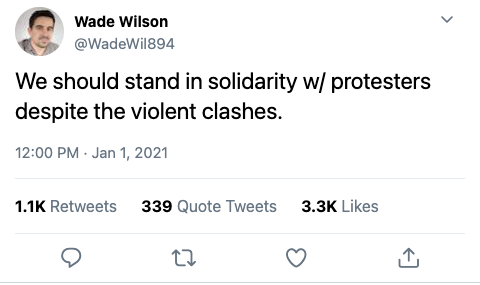 Wade Wilson
@WadeWil894
We should stand in solidarity w/ protesters
despite the violent clashes.
12:00 PM · Jan 1, 2021
1.1K Retweets 339 Quote Tweets 3.3K Likes